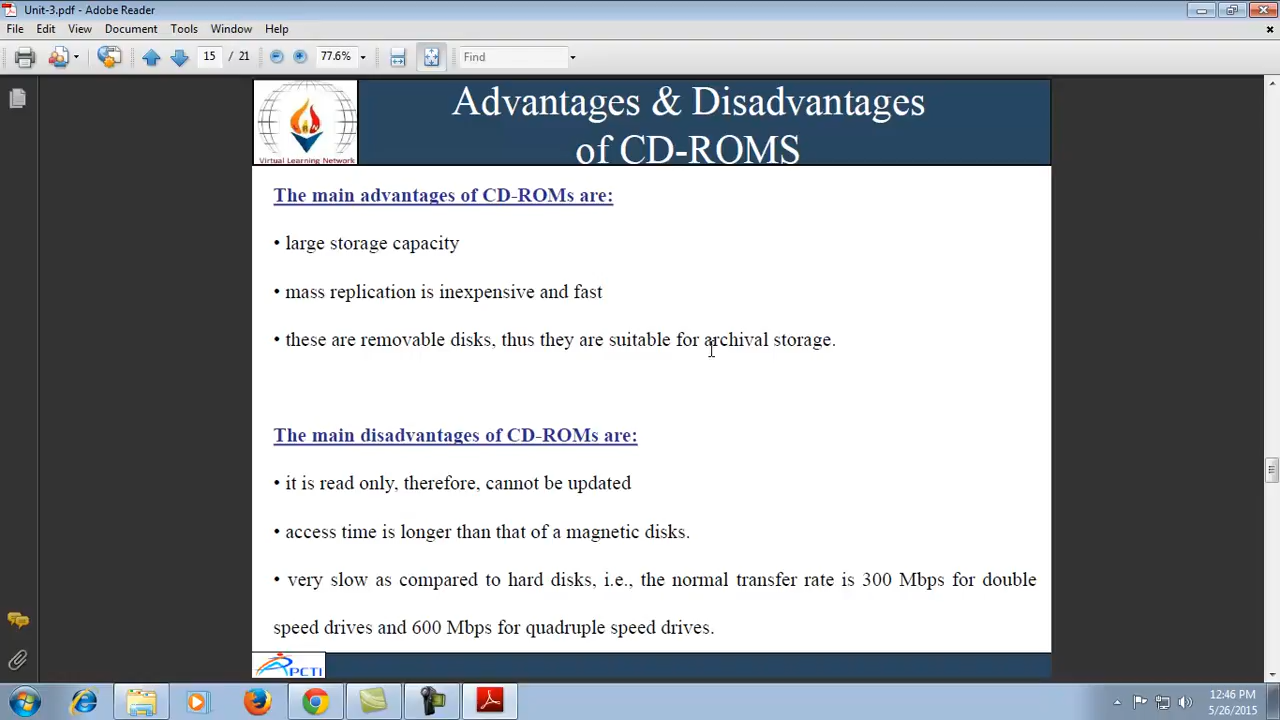 Unit-3.pdf - Adobe Reader
File Edit View Document Tools Window Help
15 / 21 77.6% Find
Advantages & Disadvantages
of CD-ROMS
Virtual Learning Network
The main advantages of CD-ROMs are:
• large storage capacity
• mass replication is inexpensive and fast
• these are removable disks, thus they are suitable for archival storage.
The main disadvantages of CD-ROMs are:
• it is read only, therefore, cannot be updated
• access time is longer than that of a magnetic disks.
• very slow as compared to hard disks, i.e., the normal transfer rate is 300 Mbps for double
speed drives and 600 Mbps for quadruple speed drives.
PCTI
12:46 PM
5/26/2015